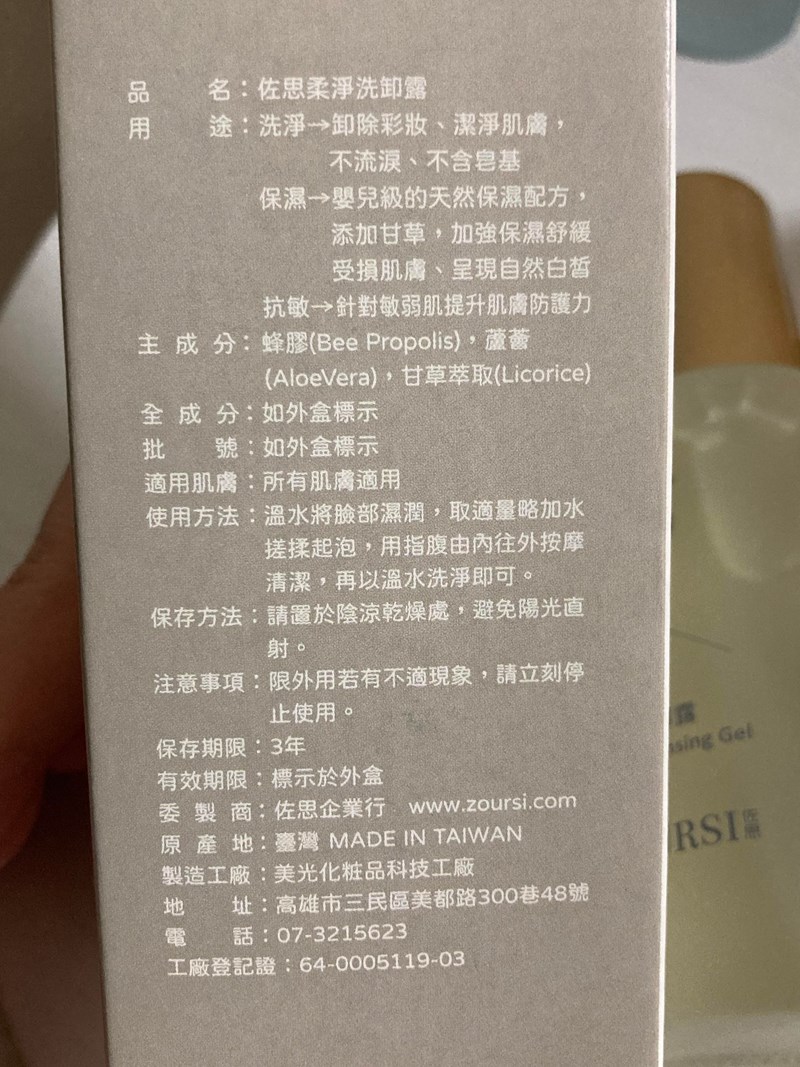 品名：佐思柔淨洗卸露
用途：洗淨→卸除彩妝、潔淨肌膚，
不流淚、不含皂基
保濕→嬰兒級的天然保濕配方，
添加甘草，加強保濕舒緩
受損肌膚、呈現自然白皙
抗敏→針對敏弱肌提升肌膚防護力
主成分：蜂膠(Bee Propolis)，蘆薈
(AloeVera)，甘草萃取(Licorice)
全成分：如外盒標示
批號：如外盒標示
適用肌膚：所有肌膚適用
使用方法：溫水將臉部濕潤，取適量略加水
搓揉起泡，用指腹由內往外按摩
清潔，再以溫水洗淨即可。
保存方法：請置於陰涼乾燥處，避免陽光直
射。
注意事項：限外用若有不適現象，請立刻停
止使用。
保存期限：3年
有效期限：標示於外盒
委製商：佐思企業行 www.zoursi.com
原產地：臺灣 MADE IN TAIWAN
製造工廠：美光化粧品科技工廠
地址：高雄市三民區美都路300巷48號
電話：07-3215623
工廠登記證：64-0005119-03
露
sing Gel
RSI佐思